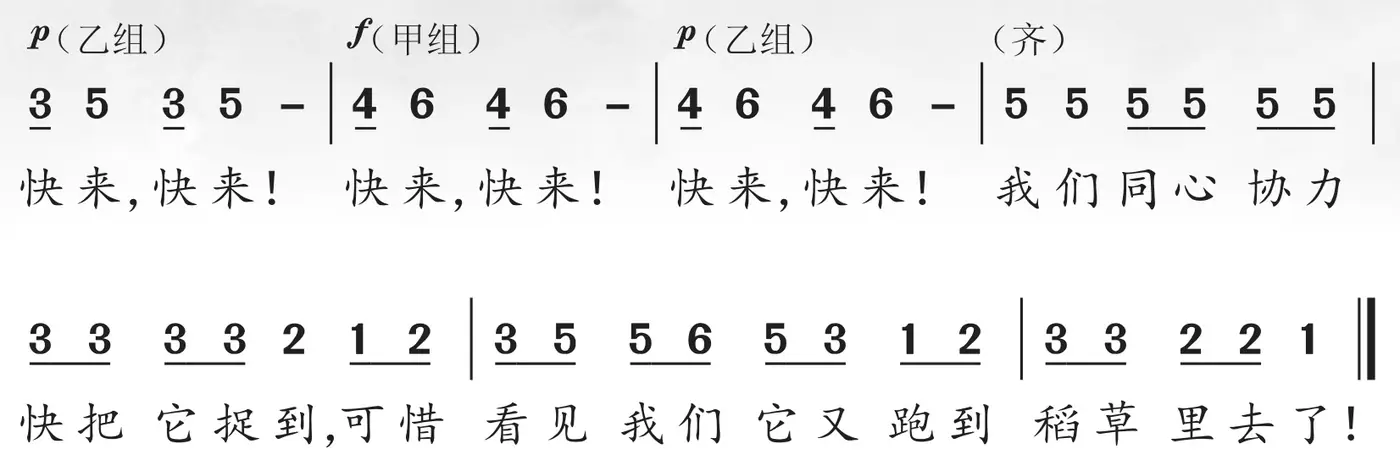 p（乙组） f（甲组） p（乙组） （齐）
3 5 3 5 – | 4 6 4 6 – | 4 6 4 6 – | 5 5 5 5 5 5 |
快来,快来! 快来,快来! 快来,快来! 我们同心 协力
3 3 3 3 2 1 2 | 3 5 5 6 5 3 1 2 | 3 3 2 2 1 ‖
快把 它捉到,可惜 看见 我们 它又 跑到 稻草 里去了!